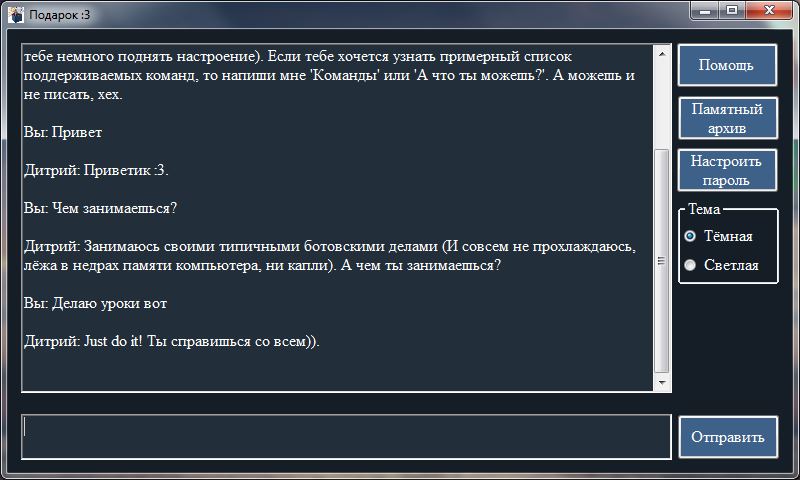 Подарок :3
тебе немного поднять настроение). Если тебе хочется узнать примерный список
поддерживаемых команд, то напиши мне 'Команды' или 'А что ты можешь?'. А можешь и
не писать, хех.
Вы: Привет
Дитрий: Приветик :3.
Вы: Чем занимаешься?
Дитрий: Занимаюсь своими типичными ботовскими делами (И совсем не прохлаждаюсь,
лёжа в недрах памяти компьютера, ни капли). А чем ты занимаешься?
Вы: Делаю уроки вот
Дитрий: Just do it! Ты справишься со всем)).
Помощь
Памятный
архив
Настроить
пароль
Тема
Тёмная
Светлая
Отправить